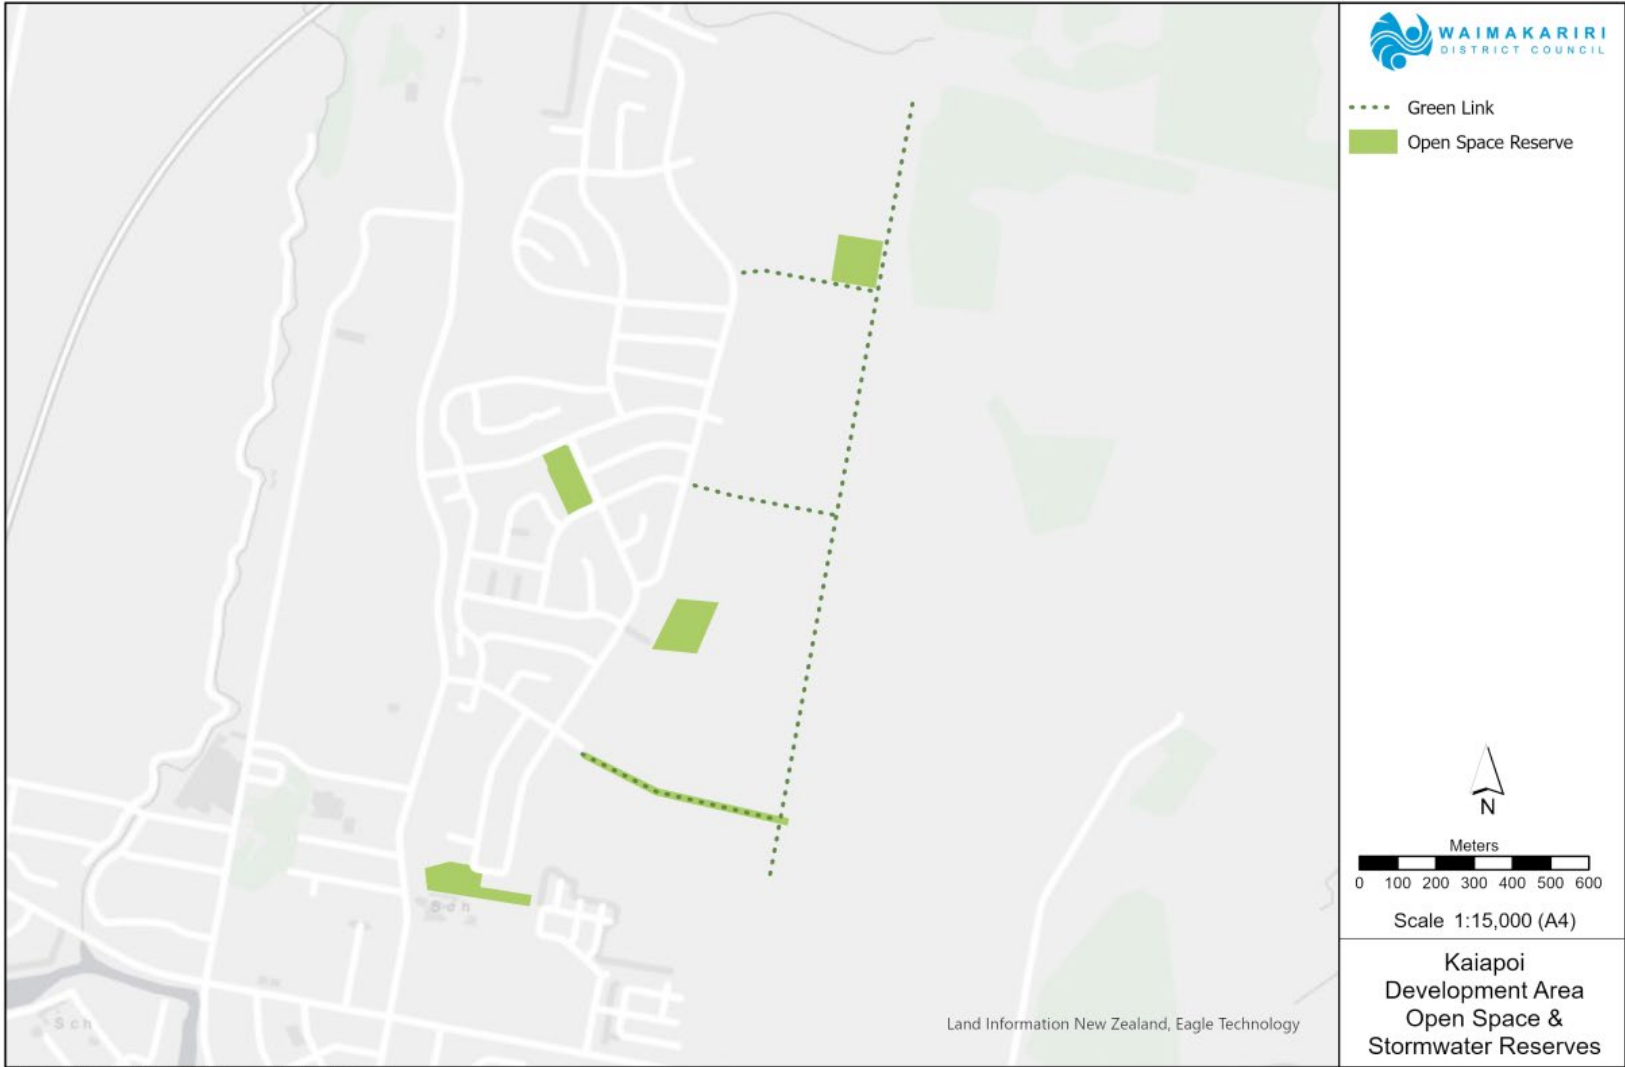 WAIMAKARIRI
DISTRICT COUNCIL
Green Link
Open Space Reserve
Sch
Sch
N
Meters
0 100 200 300 400 500 600
Scale 1:15,000 (A4)
Land Information New Zealand, Eagle Technology
Kaiapoi
Development Area
Open Space &
Stormwater Reserves